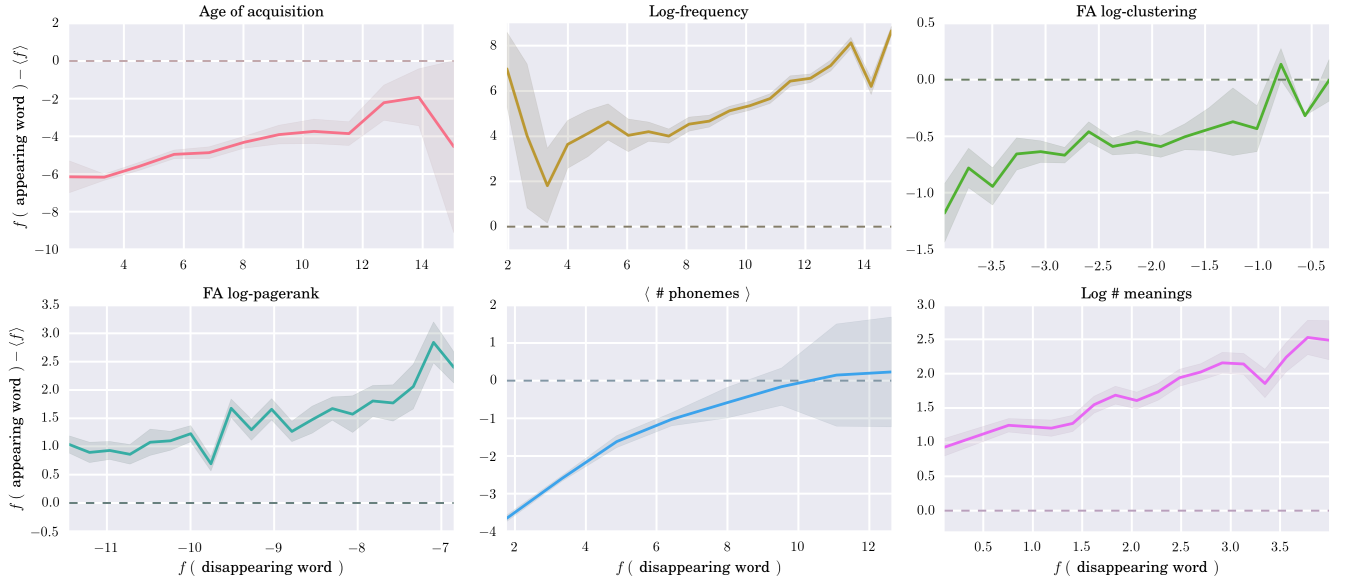 Age of acquisition
2
0
−2
−4
−6
−8
−10
4 6 8 10 12 14
f ( appearing word ) − ⟨f⟩
Log-frequency
8
6
4
2
0
2 4 6 8 10 12 14
FA log-clustering
0.5
0.0
−0.5
−1.0
−1.5
−3.5 −3.0 −2.5 −2.0 −1.5 −1.0 −0.5
FA log-pagerank
3.5
3.0
2.5
2.0
1.5
1.0
0.5
0.0
−0.5
−11 −10 −9 −8 −7
f ( appearing word ) − ⟨f⟩
f ( disappearing word )
⟨ # phonemes ⟩
2
1
0
−1
−2
−3
−4
2 4 6 8 10 12
f ( disappearing word )
Log # meanings
3.0
2.5
2.0
1.5
1.0
0.5
0.0
0.5 1.0 1.5 2.0 2.5 3.0 3.5
f ( disappearing word )